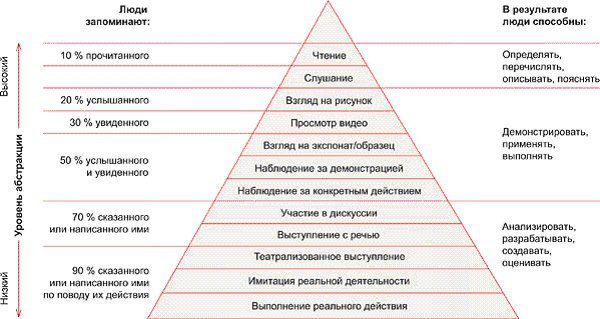 Люди
запоминают:
В результате
люди способны:
Высокий
Уровень абстракции
Низкий
10 % прочитанного
20 % услышанного
30 % увиденного
50 % услышанного
и увиденного
70 % сказанного
или написанного ими
90 % сказанного
или написанного ими
по поводу их действия
Чтение
Слушание
Взгляд на рисунок
Просмотр видео
Взгляд на экспонат/образец
Наблюдение за демонстрацией
Наблюдение за конкретным действием
Участие в дискуссии
Выступление с речью
Театрализованное выступление
Имитация реальной деятельности
Выполнение реального действия
Определять,
перечислять,
описывать, пояснять
Демонстрировать,
применять,
выполнять
Анализировать,
разрабатывать,
создавать,
оценивать